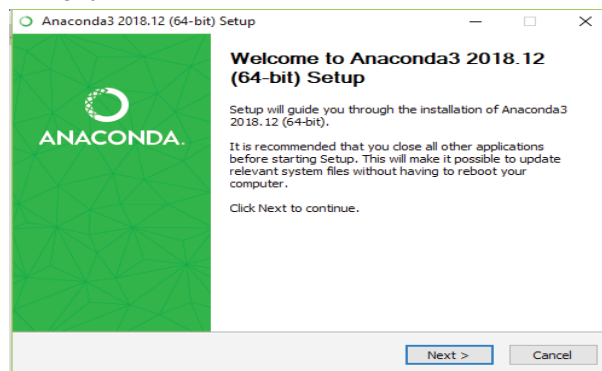 Anaconda3 2018.12 (64-bit) Setup
ANACONDA.
Welcome to Anaconda3 2018.12
(64-bit) Setup
Setup will guide you through the installation of Anaconda3
2018.12 (64-bit).
It is recommended that you close all other applications
before starting Setup. This will make it possible to update
relevant system files without having to reboot your
computer.
Click Next to continue.
Next >
Cancel